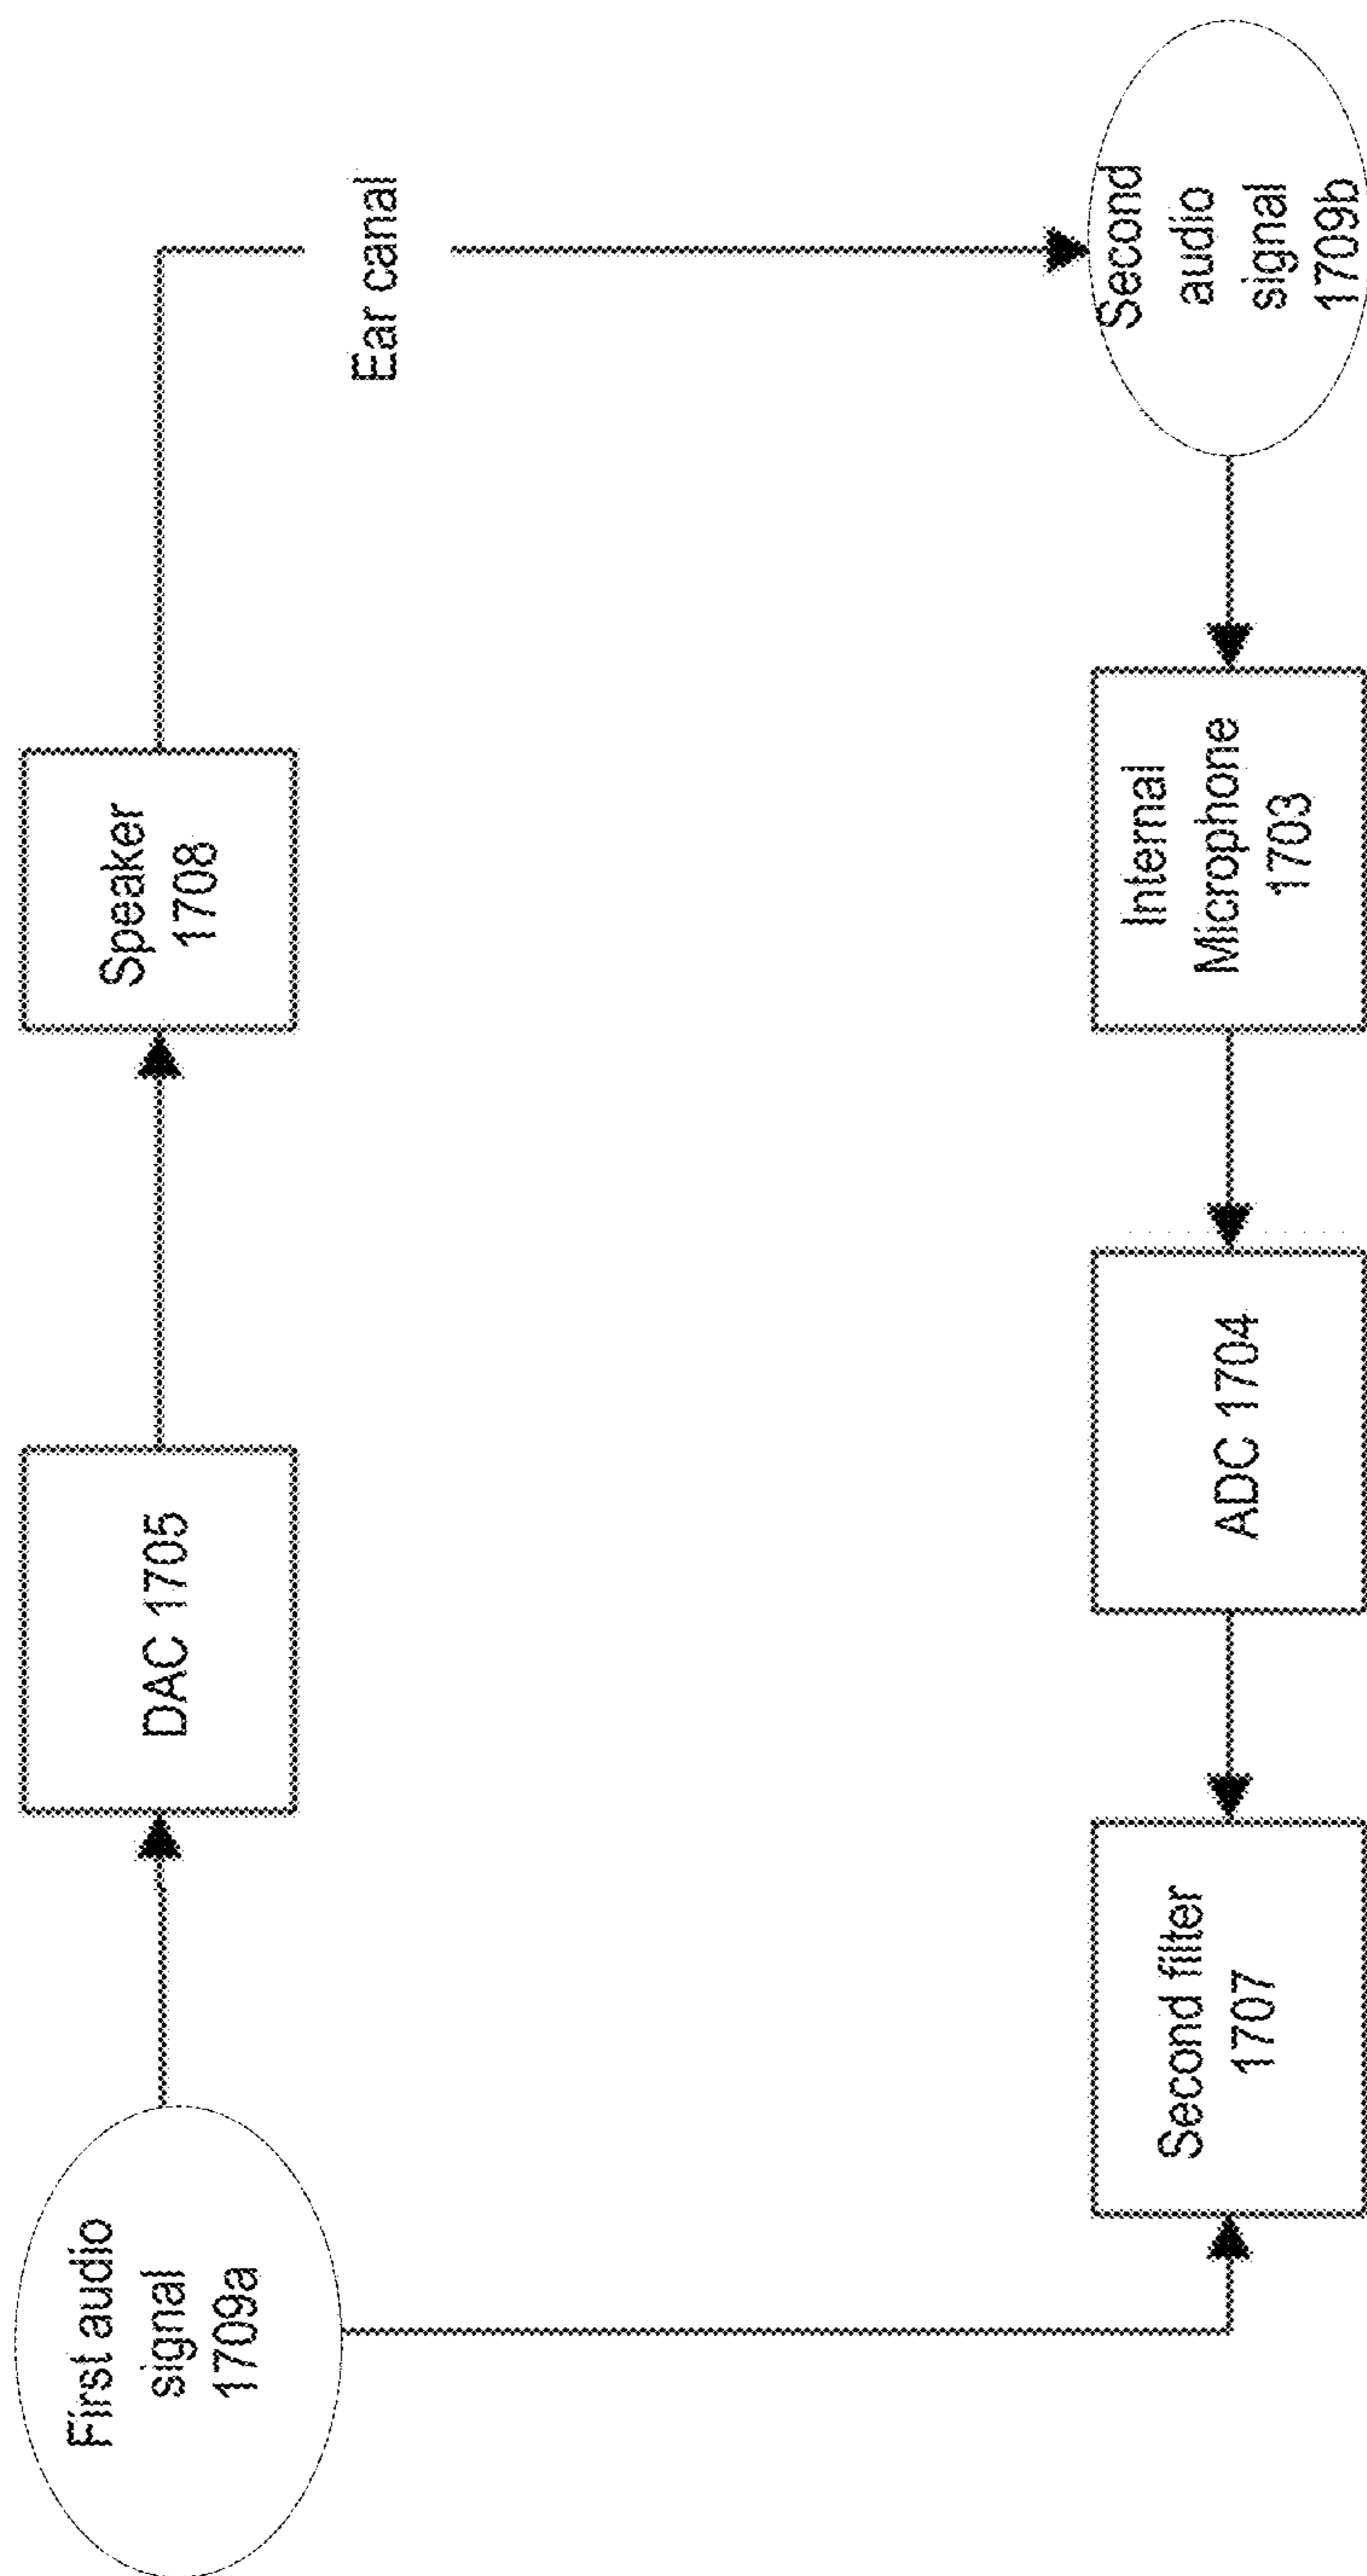 First audio
signal
1709a
DAC 1705
Speaker
1708
Ear canal
Second
audio
signal
1709b
Internal
Microphone
1703
ADC 1704
Second filter
1707